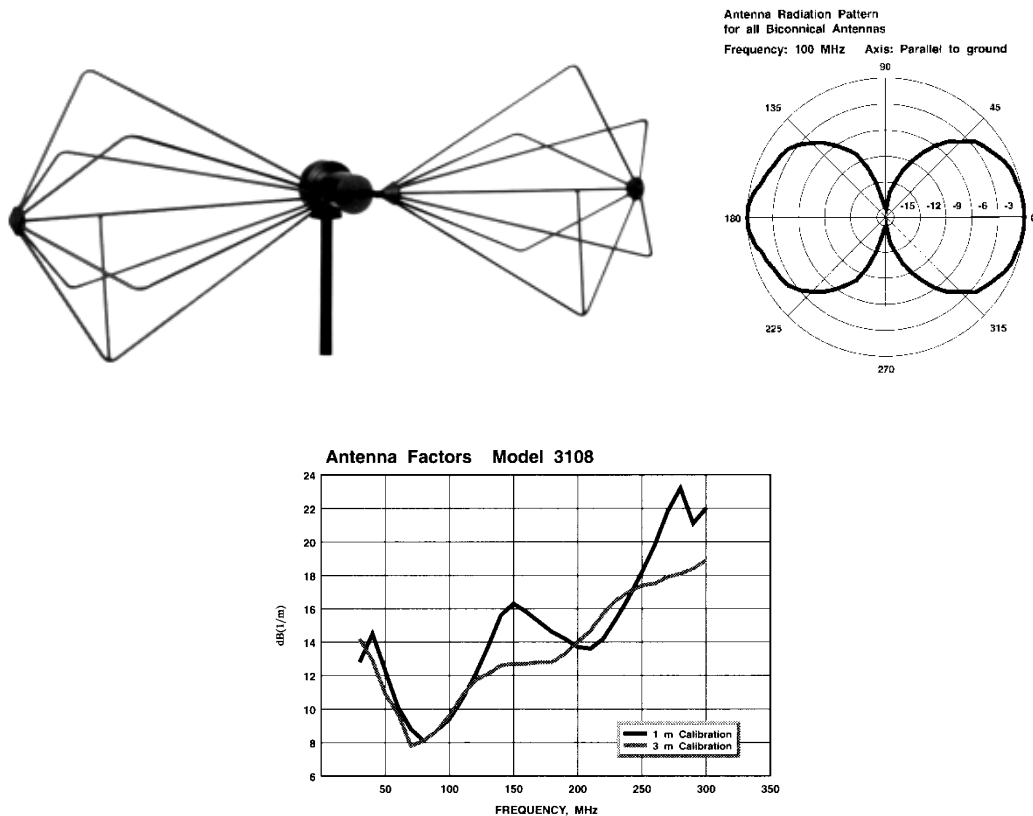 Antenna Radiation Pattern
for all Biconnical Antennas
Frequency: 100 MHz Axis: Parallel to ground
90
135
45
180
-15 -12 -9 -6 -3
0
225
315
270
Antenna Factors Model 3108
24
22
20
18
16
14
12
10
8
6
dB(1/m)
1 m Calibration
3 m Calibration
50 100 150 200 250 300 350
FREQUENCY, MHz